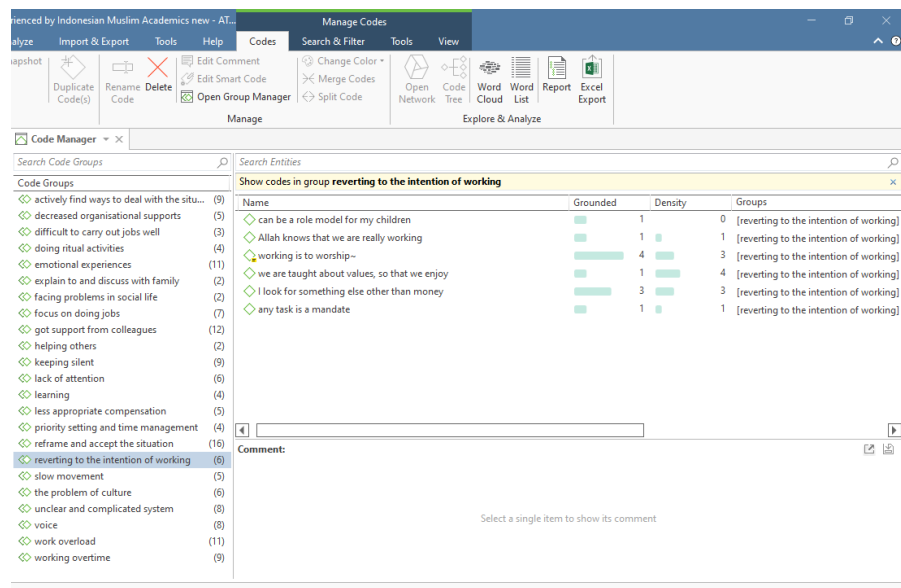 rienced by Indonesian Muslim Academics new - AT...
Manage Codes
alyze Import & Export Tools Help Codes Search & Filter Tools View
apshot
Duplicate Code(s)
Rename Code
Delete
Edit Comment
Edit Smart Code
Open Group Manager
Change Color
Merge Codes
Split Code
Open Network
Code Tree
Word Cloud
Word List
Report
Excel Export
Manage
Explore & Analyze
Code Manager
Search Code Groups
Code Groups
actively find ways to deal with the situ... (9)
decreased organisational supports (5)
difficult to carry out jobs well (3)
doing ritual activities (4)
emotional experiences (11)
explain to and discuss with family (2)
facing problems in social life (2)
focus on doing jobs (7)
got support from colleagues (12)
helping others (2)
keeping silent (9)
lack of attention (6)
learning (4)
less appropriate compensation (5)
priority setting and time management (4)
reframe and accept the situation (16)
reverting to the intention of working (6)
slow movement (5)
the problem of culture (6)
unclear and complicated system (8)
voice (8)
work overload (11)
working overtime (9)
Search Entities
Show codes in group reverting to the intention of working
Name Grounded Density Groups
can be a role model for my children 1 0 [reverting to the intention of working]
Allah knows that we are really working 1 1 [reverting to the intention of working]
working is to worship~ 4 3 [reverting to the intention of working]
we are taught about values, so that we enjoy 1 4 [reverting to the intention of working]
I look for something else other than money 3 3 [reverting to the intention of working]
any task is a mandate 1 1 [reverting to the intention of working]
Comment:
Select a single item to show its comment